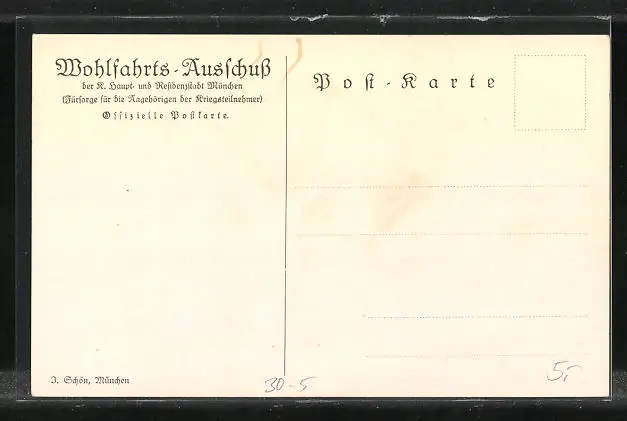 Wohlfahrts-Ausschuß
der K. Haupt- und Residenzstadt München
(Fürsorge für die Angehörigen der Kriegsteilnehmer)
Offizielle Postkarte.
Post-Karte
J. Schön, München
30-5
5,-